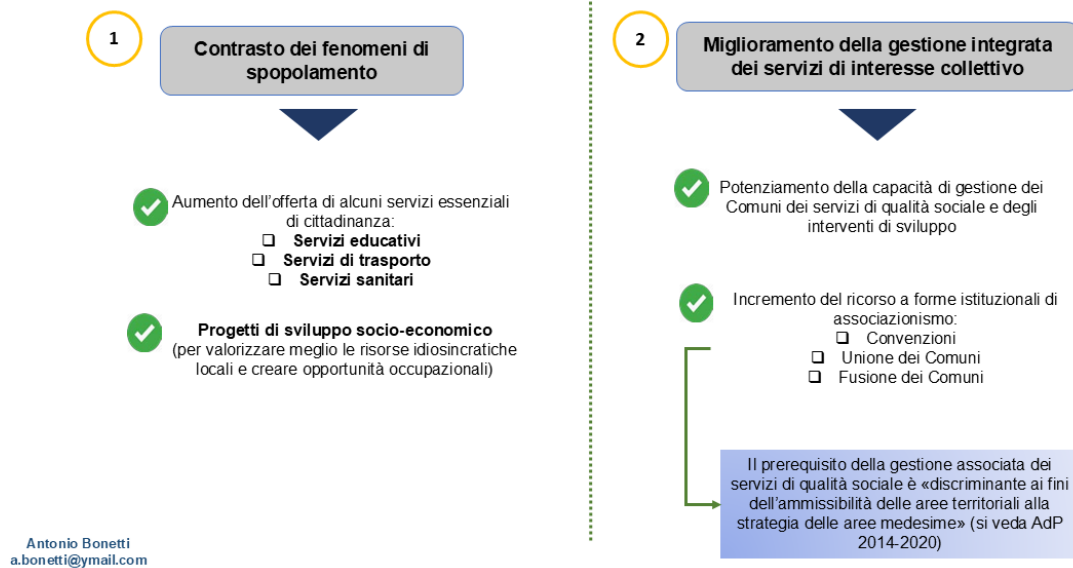 1
Contrasto dei fenomeni di
spopolamento
Aumento dell'offerta di alcuni servizi essenziali
di cittadinanza:
❑ Servizi educativi
❑ Servizi di trasporto
❑ Servizi sanitari
Progetti di sviluppo socio-economico
(per valorizzare meglio le risorse idiosincratiche
locali e creare opportunità occupazionali)
2
Miglioramento della gestione integrata
dei servizi di interesse collettivo
Potenziamento della capacità di gestione dei
Comuni dei servizi di qualità sociale e degli
interventi di sviluppo
Incremento del ricorso a forme istituzionali di
associazionismo:
❑ Convenzioni
❑ Unione dei Comuni
❑ Fusione dei Comuni
Il prerequisito della gestione associata dei
servizi di qualità sociale è «discriminante ai fini
dell'ammissibilità delle aree territoriali alla
strategia delle aree medesime» (si veda AdP
2014-2020)
Antonio Bonetti
a.bonetti@ymail.com